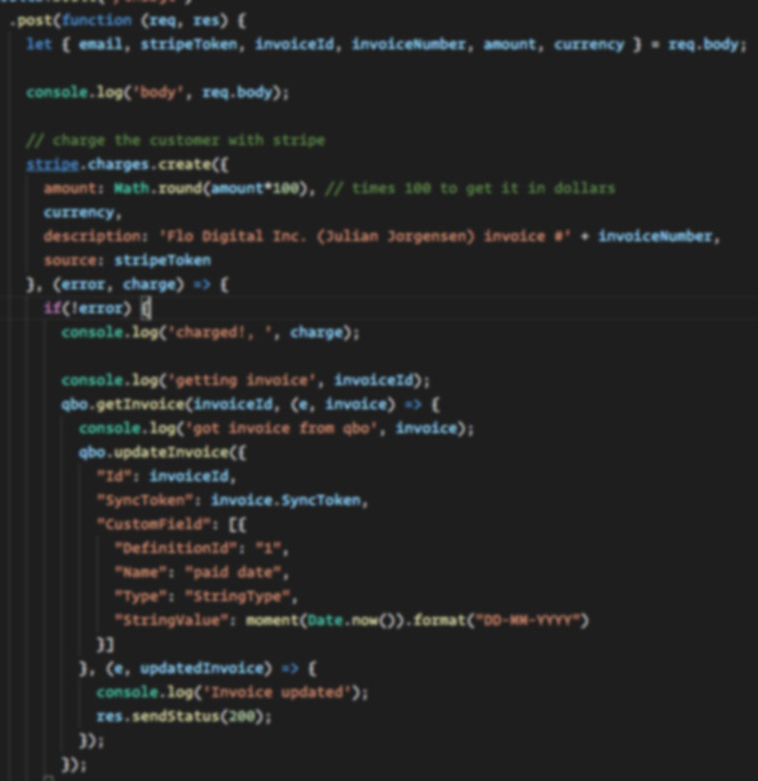 .post(function (req, res) {
let { email, stripeToken, invoiceId, invoiceNumber, amount, currency } = req.body;
console.log('body', req.body);
// charge the customer with stripe
stripe.charges.create({
amount: Math.round(amount*100), // times 100 to get it in dollars
currency,
description: 'Flo Digital Inc. (Julian Jorgensen) invoice #' + invoiceNumber,
source: stripeToken
}, (error, charge) => {
if(!error) {
console.log('charged!, ', charge);
console.log('getting invoice', invoiceId);
qbo.getInvoice(invoiceId, (e, invoice) => {
console.log('got invoice from qbo', invoice);
qbo.updateInvoice({
"Id": invoiceId,
"SyncToken": invoice.SyncToken,
"CustomField": [{
"DefinitionId": "1",
"Name": "paid date",
"Type": "StringType",
"StringValue": moment(Date.now()).format("DD-MM-YYYY")
}]
}, (e, updatedInvoice) => {
console.log('Invoice updated');
res.sendStatus(200);
});
});